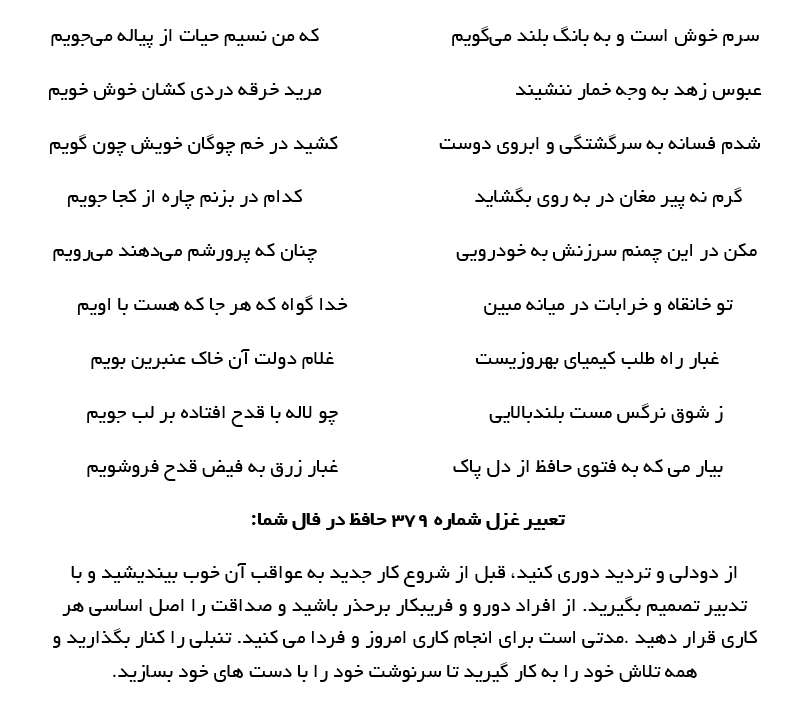 سرم خوش است و به بانگ بلند می‌گویم که من نسیم حیات از پیاله می‌جویم
عبوس زهد به وجه خمار ننشیند مرید خرقه دردی کشان خوش خویم
شدم فسانه به سرگشتگی و ابروی دوست کشید در خم چوگان خویش چون گویم
گرم نه پیر مغان در به روی بگشاید کدام در بزنم چاره از کجا جویم
مکن در این چمنم سرزنش به خودرویی چنان که پرورشم می‌دهند می‌رویم
تو خانقاه و خرابات در میانه مبین خدا گواه که هر جا که هست با اویم
غبار راه طلب کیمیای بهروزیست غلام دولت آن خاک عنبرین بویم
ز شوق نرگس مست بلندبالایی چو لاله با قدح افتاده بر لب جویم
بیار می که به فتوی حافظ از دل پاک غبار زرق به فیض قدح فروشویم
تعبیر غزل شماره ۳۷۹ حافظ در فال شما:
از دودلی و تردید دوری کنید، قبل از شروع کار جدید به عواقب آن خوب بیندیشید و با
تدبیر تصمیم بگیرید. از افراد دورو و فریبکار برحذر باشید و صداقت را اصل اساسی هر
کاری قرار دهید .مدتی است برای انجام کاری امروز و فردا می کنید. تنبلی را کنار بگذارید و
همه تلاش خود را به کار گیرید تا سرنوشت خود را با دست های خود بسازید.